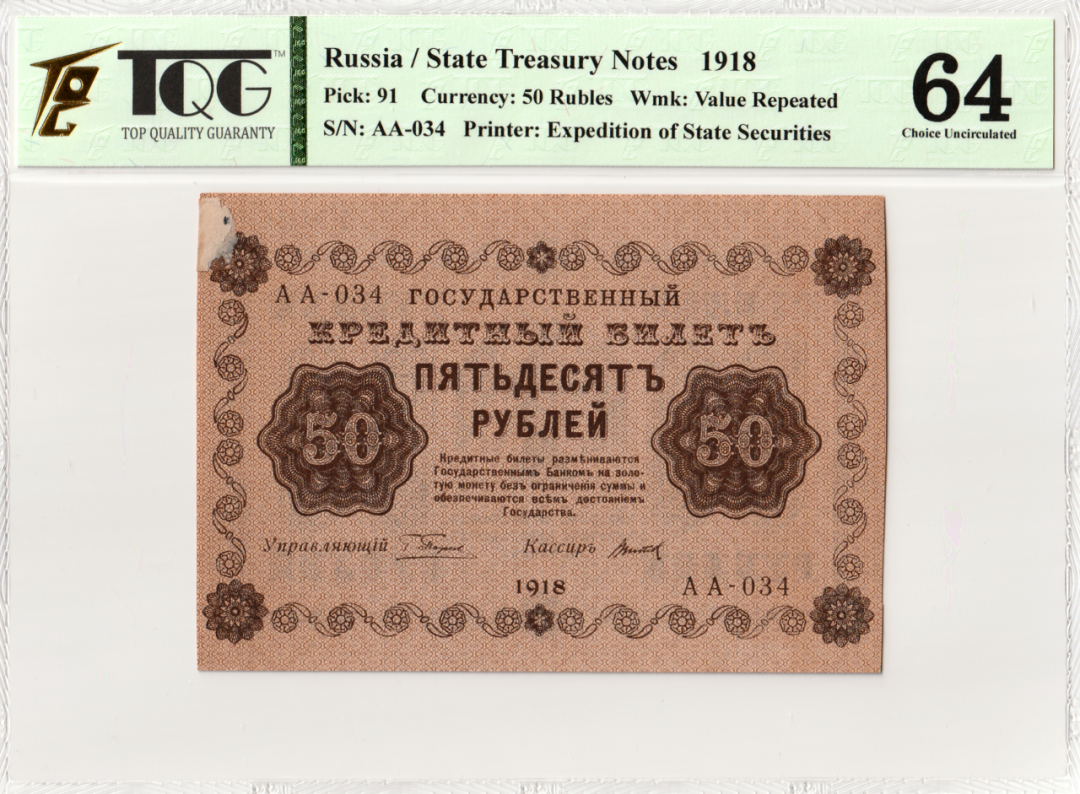 TQG™
TOP QUALITY GUARANTY
Russia / State Treasury Notes 1918
Pick: 91 Currency: 50 Rubles Wmk: Value Repeated
S/N: AA-034 Printer: Expedition of State Securities
64
Choice Uncirculated
АА-034 ГОСУДАРСТВЕННЫЙ
КРЕДИТНЫЙ БИЛЕТЪ
ПЯТЬДЕСЯТЪ
РУБЛЕЙ
50
50
Кредитные билеты размѣниваются
Государственнымъ Банкомъ на золо-
тую монету безъ ограниченія суммы и
обезпечиваются всѣмъ достояніемъ
Государства.
Управляющій
Кассиръ
1918
АА-034